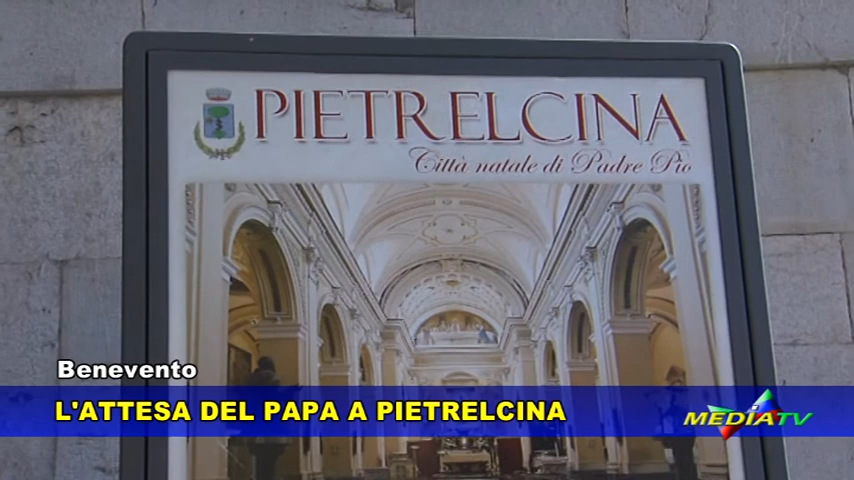 PIETRELCINA
Città natale di Padre Pio
Benevento
L'ATTESA DEL PAPA A PIETRELCINA
MEDIATV